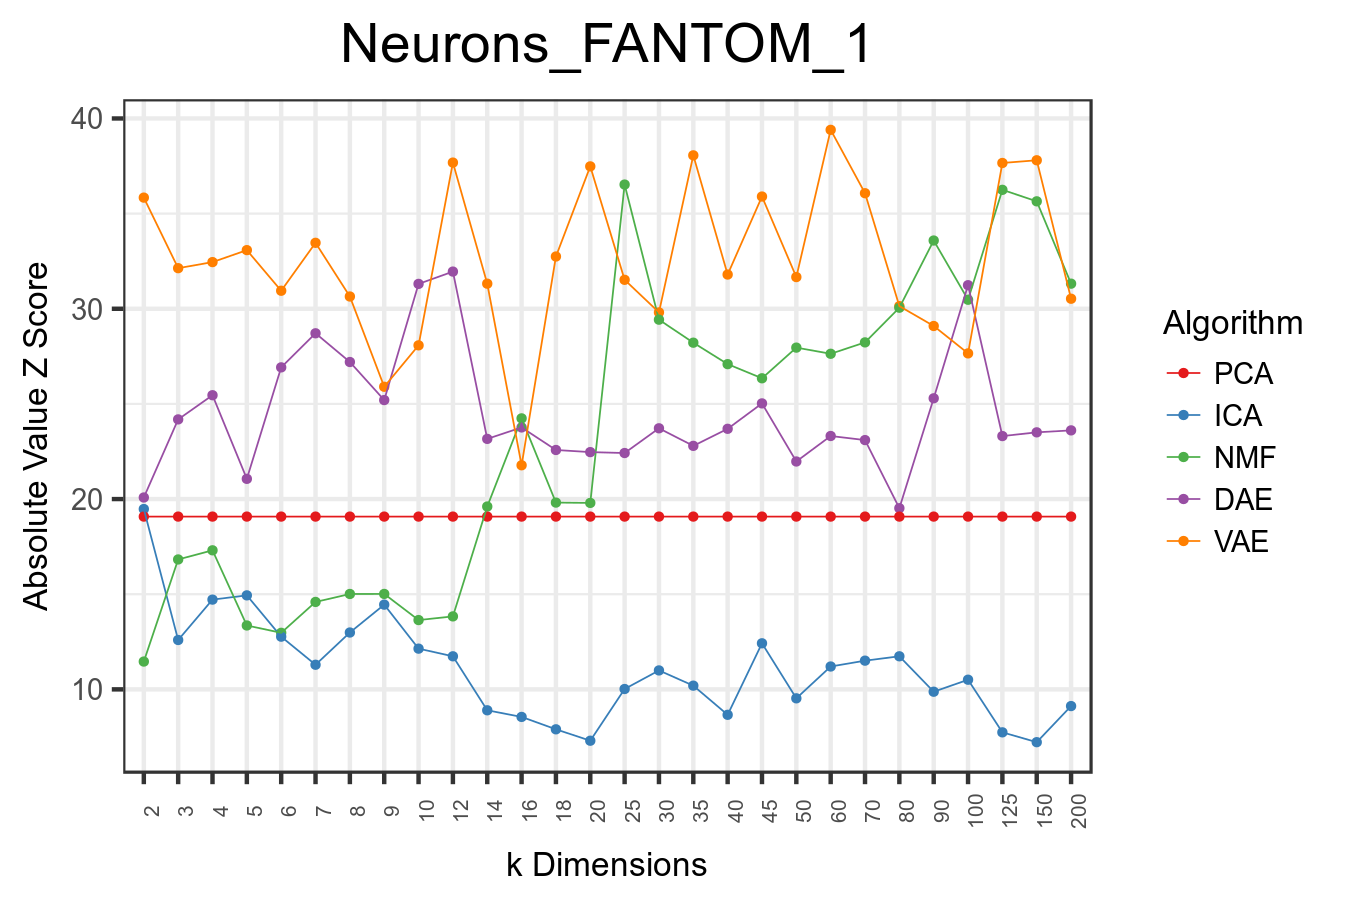 Neurons_FANTOM_1
Absolute Value Z Score
40
30
20
10
2 3 4 5 6 7 8 9 10 12 14 16 18 20 25 30 35 40 45 50 60 70 80 90 100 125 150 200
k Dimensions
Algorithm
PCA
ICA
NMF
DAE
VAE